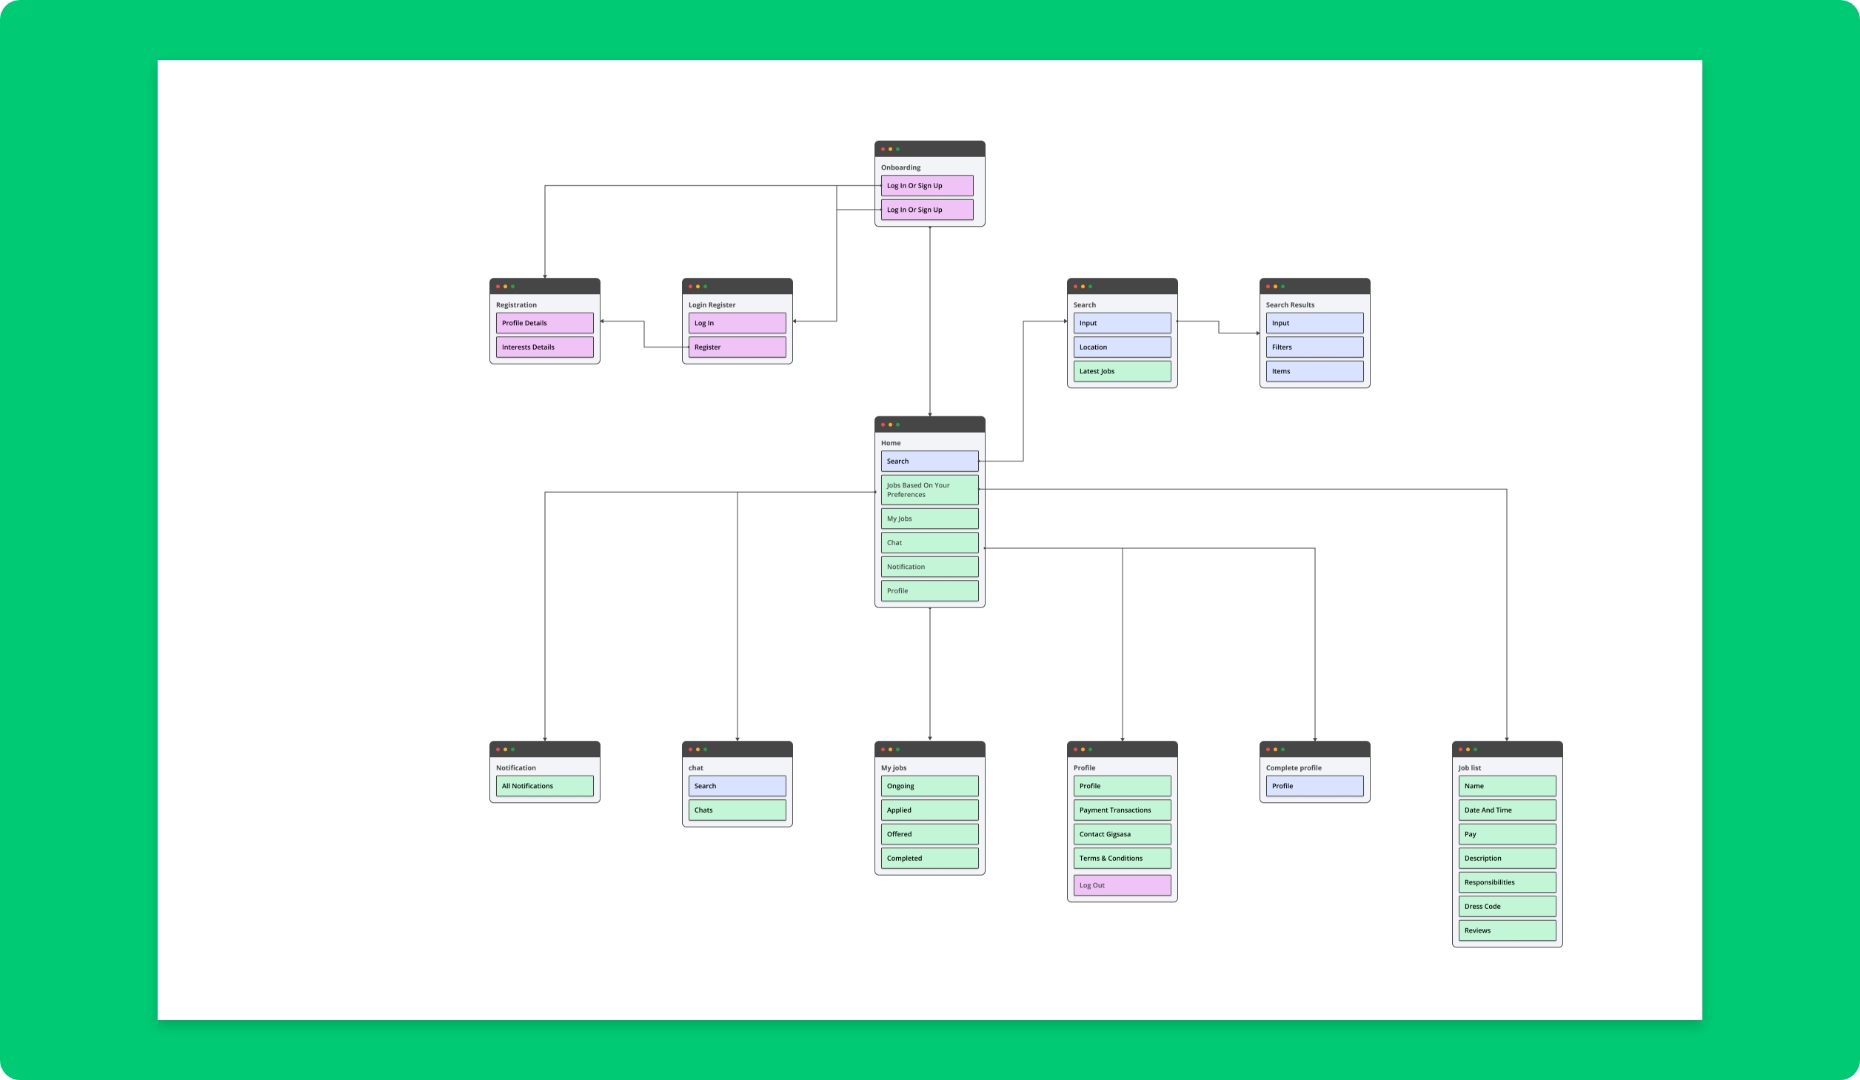 Onboarding
Log In Or Sign Up
Log In Or Sign Up
Registration
Profile Details
Interests Details
Login Register
Log In
Register
Search
Input
Location
Latest Jobs
Search Results
Input
Filters
Items
Home
Search
Jobs Based On Your
Preferences
My Jobs
Chat
Notification
Profile
Notification
All Notifications
chat
Search
Chats
My jobs
Ongoing
Applied
Offered
Completed
Profile
Profile
Payment Transactions
Contact Gigsasa
Terms & Conditions
Log Out
Complete profile
Profile
Job list
Name
Date And Time
Pay
Description
Responsibilities
Dress Code
Reviews